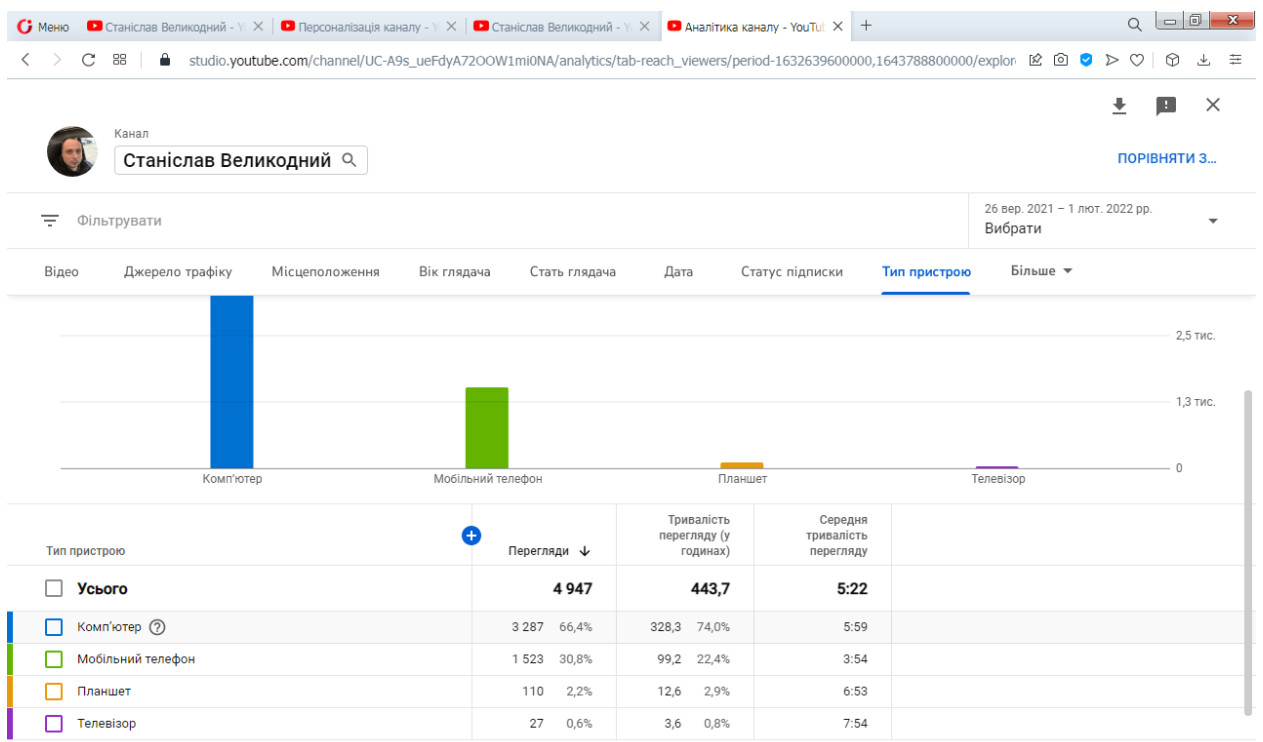 Меню
Станіслав Великодний - Y
Персоналізація каналу - Y
Станіслав Великодний - Y
Аналітика каналу - YouTu
studio.youtube.com/channel/UC-A9s_ueFdyA72OOW1mi0NA/analytics/tab-reach_viewers/period-1632639600000,1643788800000/explor
Канал
Станіслав Великодний
ПОРІВНЯТИ З...
Фільтрувати
26 вер. 2021 – 1 лют. 2022 рр.
Вибрати
Відео Джерело трафіку Місцеположення Вік глядача Стать глядача Дата Статус підписки Тип пристрою Більше
2,5 тис.
1,3 тис.
0
Комп'ютер Мобільний телефон Планшет Телевізор
Тип пристрою
Перегляди
Тривалість
перегляду (у
годинах)
Середня
тривалість
перегляду
Усього 4 947 443,7 5:22
Комп'ютер 3 287 66,4% 328,3 74,0% 5:59
Мобільний телефон 1 523 30,8% 99,2 22,4% 3:54
Планшет 110 2,2% 12,6 2,9% 6:53
Телевізор 27 0,6% 3,6 0,8% 7:54